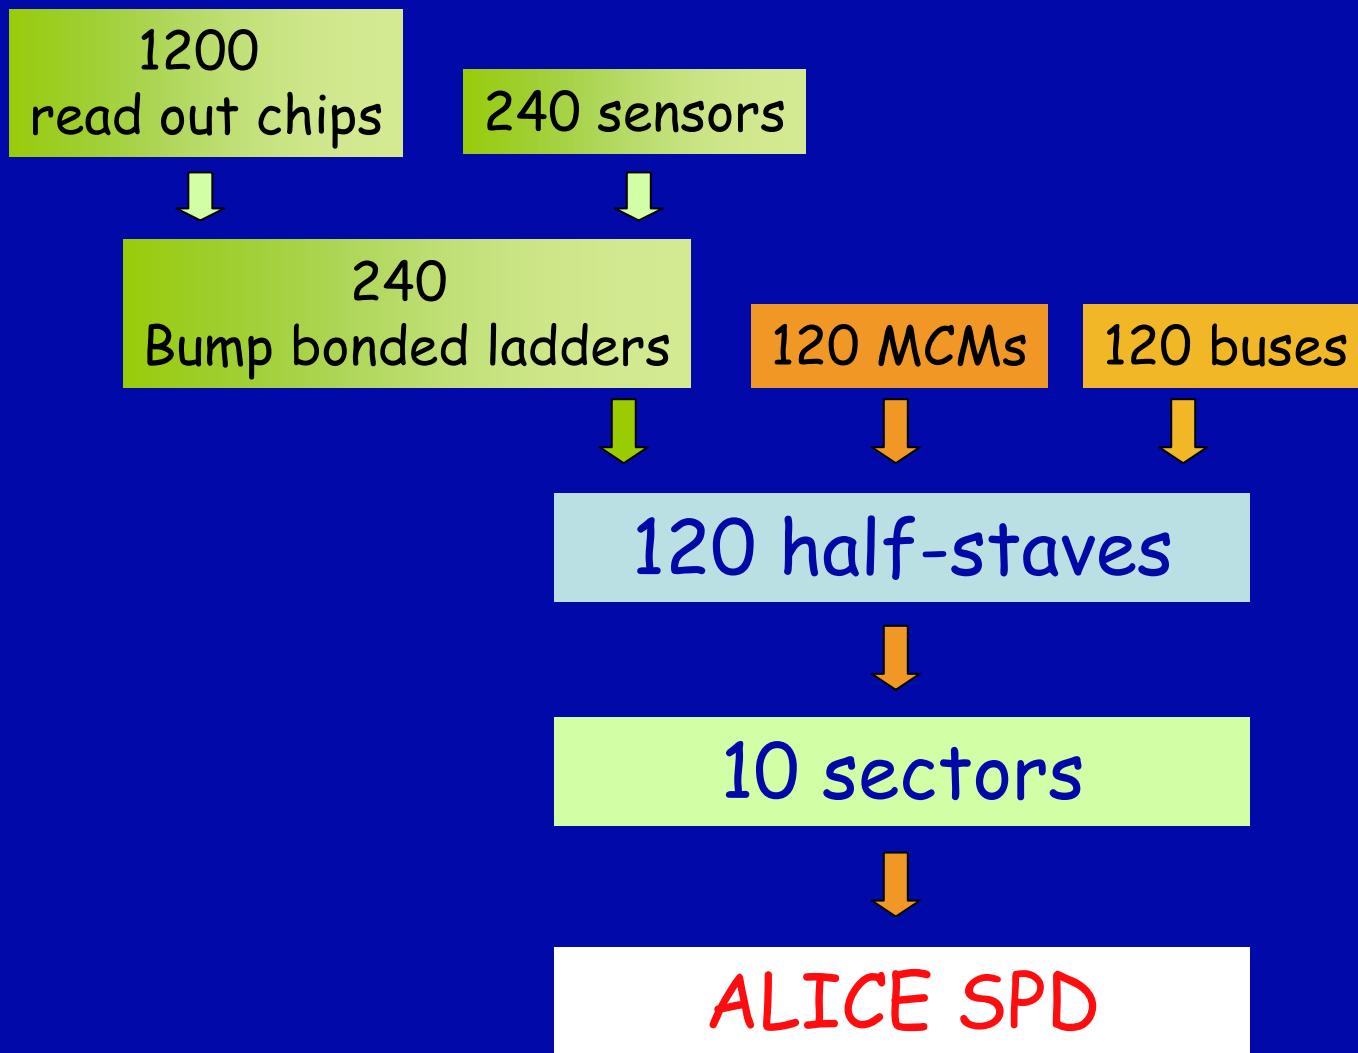 1200
read out chips
240 sensors
240
Bump bonded ladders
120 MCMs
120 buses
120 half-staves
10 sectors
ALICE SPD